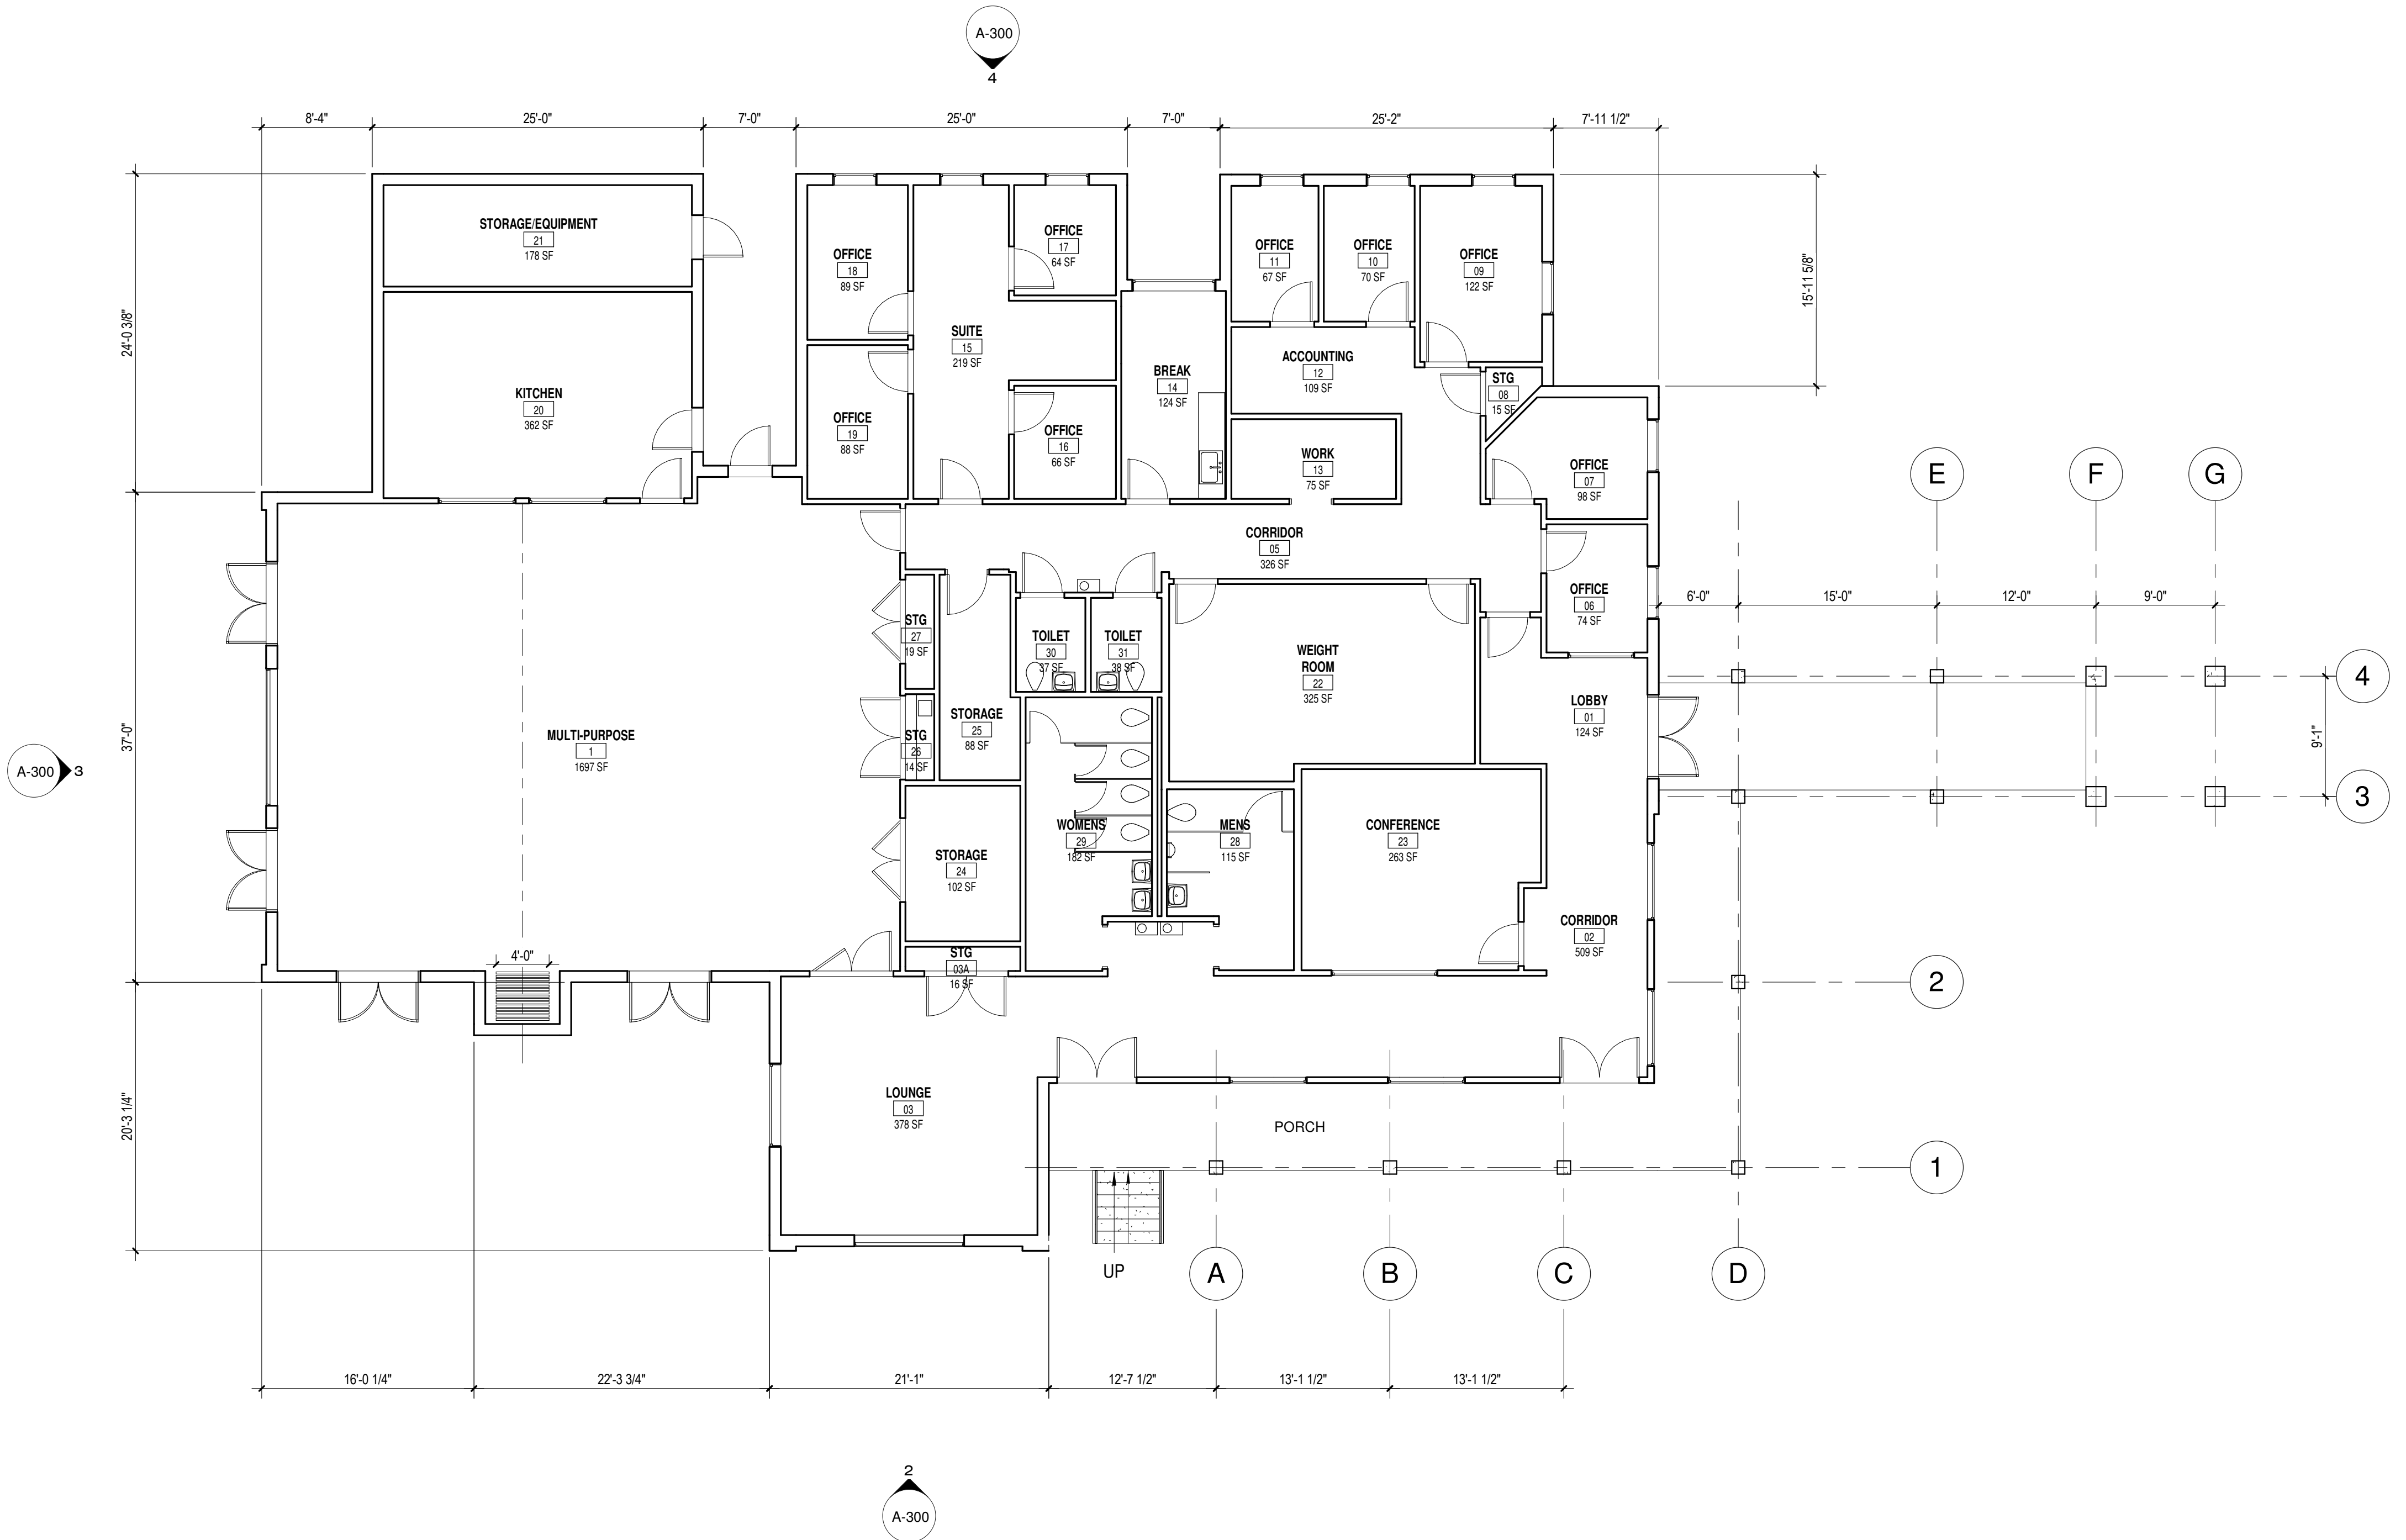 A-300
4
8'-4"
25'-0"
7'-0"
25'-0"
7'-0"
25'-2"
7'-11 1/2"
24'-0 3/8"
37'-0"
20'-3 1/4"
15'-11 5/8"
STORAGE/EQUIPMENT
21
178 SF
KITCHEN
20
362 SF
OFFICE
18
89 SF
OFFICE
17
64 SF
SUITE
15
219 SF
OFFICE
19
88 SF
OFFICE
16
66 SF
BREAK
14
124 SF
OFFICE
11
67 SF
OFFICE
10
70 SF
OFFICE
09
122 SF
ACCOUNTING
12
109 SF
STG
08
15 SF
WORK
13
75 SF
OFFICE
07
98 SF
CORRIDOR
05
326 SF
OFFICE
06
74 SF
E
F
G
6'-0"
15'-0"
12'-0"
9'-0"
4
9'-1"
3
STG
27
19 SF
TOILET
30
37 SF
TOILET
31
38 SF
WEIGHT
ROOM
22
325 SF
LOBBY
01
124 SF
A-300
3
MULTI-PURPOSE
1
1697 SF
STG
26
14 SF
STORAGE
25
88 SF
STORAGE
24
102 SF
WOMENS
29
182 SF
MENS
28
115 SF
CONFERENCE
23
263 SF
CORRIDOR
02
509 SF
4'-0"
STG
03A
16 SF
2
LOUNGE
03
378 SF
PORCH
1
UP
A
B
C
D
16'-0 1/4"
22'-3 3/4"
21'-1"
12'-7 1/2"
13'-1 1/2"
13'-1 1/2"
2
A-300